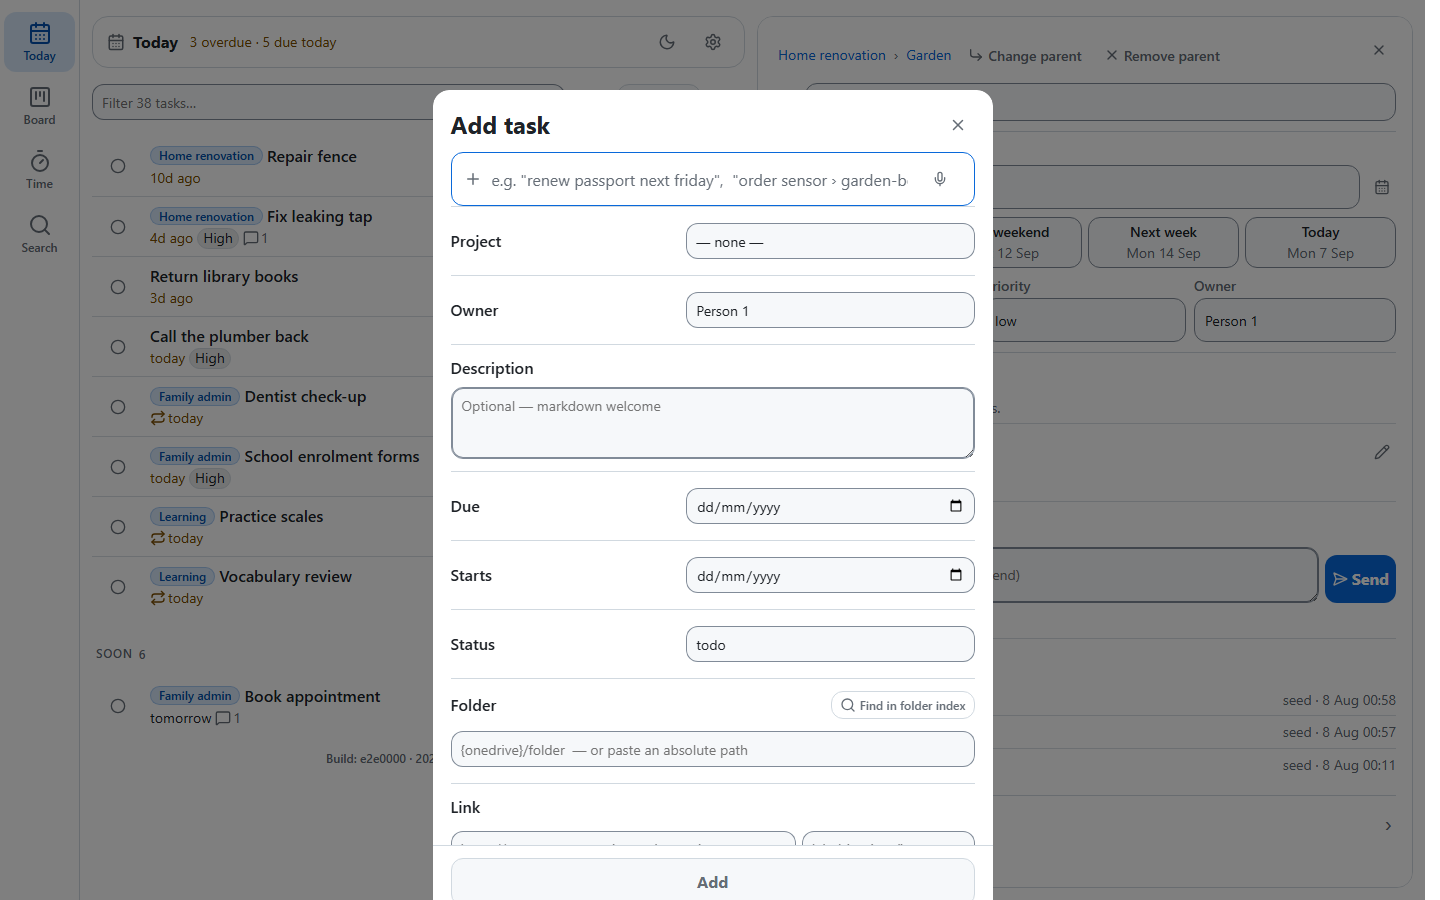 Today
Board
Time
Search
Today 3 overdue · 5 due today
Filter 38 tasks...
Home renovation Repair fence
10d ago
Home renovation Fix leaking tap
4d ago High 1
Return library books
3d ago
Call the plumber back
today High
Family admin Dentist check-up
today
Family admin School enrolment forms
today High
Learning Practice scales
today
Learning Vocabulary review
today
SOON 6
Family admin Book appointment
tomorrow 1
Build: e2e0000 · 202
Add task
e.g. "renew passport next friday", "order sensor › garden-b
Project
— none —
Owner
Person 1
Description
Optional — markdown welcome
Due
dd/mm/yyyy
Starts
dd/mm/yyyy
Status
todo
Folder
Find in folder index
{onedrive}/folder — or paste an absolute path
Link
Add
Home renovation › Garden Change parent Remove parent
weekend
12 Sep
Next week
Mon 14 Sep
Today
Mon 7 Sep
riority
low
Owner
Person 1
s.
end)
Send
seed · 8 Aug 00:58
seed · 8 Aug 00:57
seed · 8 Aug 00:11